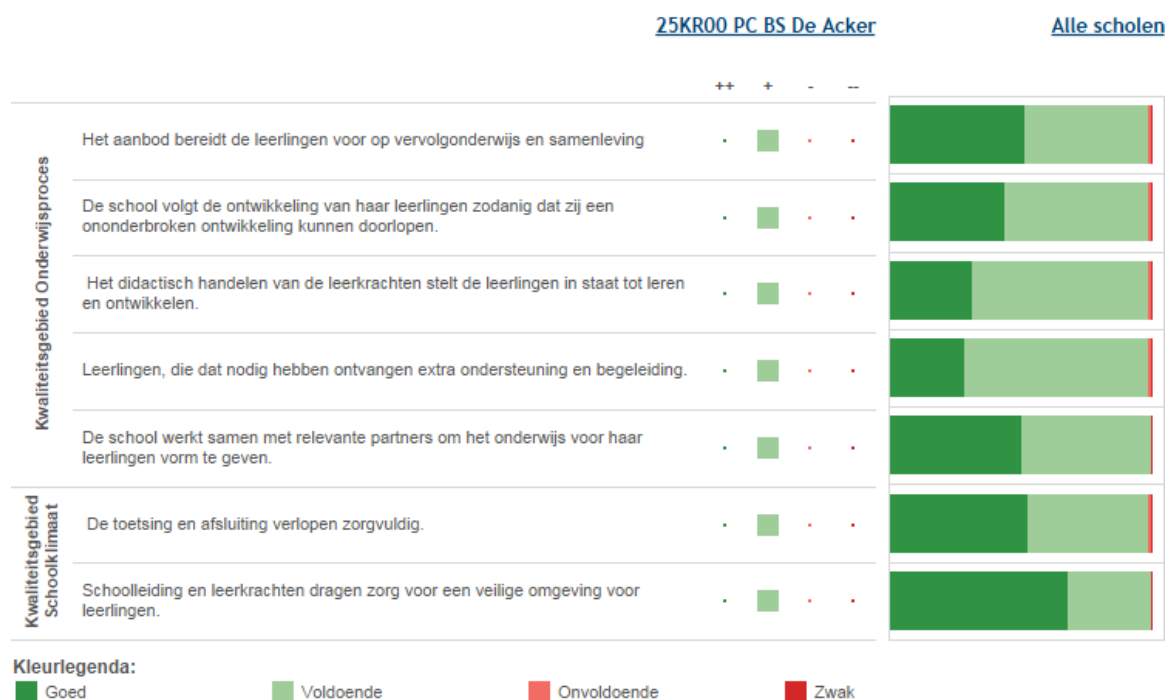 25KR00 PC BS De Acker
Alle scholen
++ + - --
Kwaliteitsgebied Onderwijsproces
Het aanbod bereidt de leerlingen voor op vervolgonderwijs en samenleving
De school volgt de ontwikkeling van haar leerlingen zodanig dat zij een
ononderbroken ontwikkeling kunnen doorlopen.
Het didactisch handelen van de leerkrachten stelt de leerlingen in staat tot leren
en ontwikkelen.
Leerlingen, die dat nodig hebben ontvangen extra ondersteuning en begeleiding.
De school werkt samen met relevante partners om het onderwijs voor haar
leerlingen vorm te geven.
Kwaliteitsgebied
Schoolklimaat
De toetsing en afsluiting verlopen zorgvuldig.
Schoolleiding en leerkrachten dragen zorg voor een veilige omgeving voor
leerlingen.
Kleurlegenda:
Goed Voldoende Onvoldoende Zwak